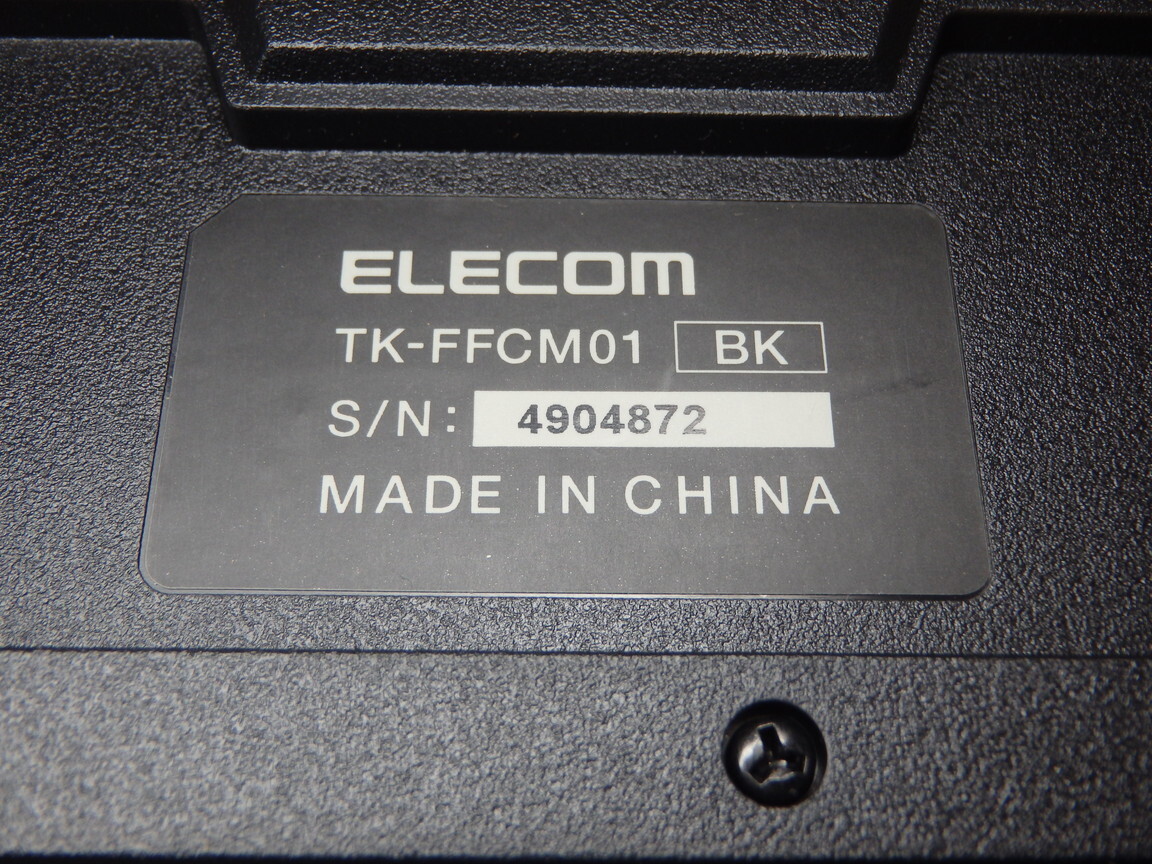 ELECOM
TK-FFCM01 BK
S/N: 4904872
MADE IN CHINA